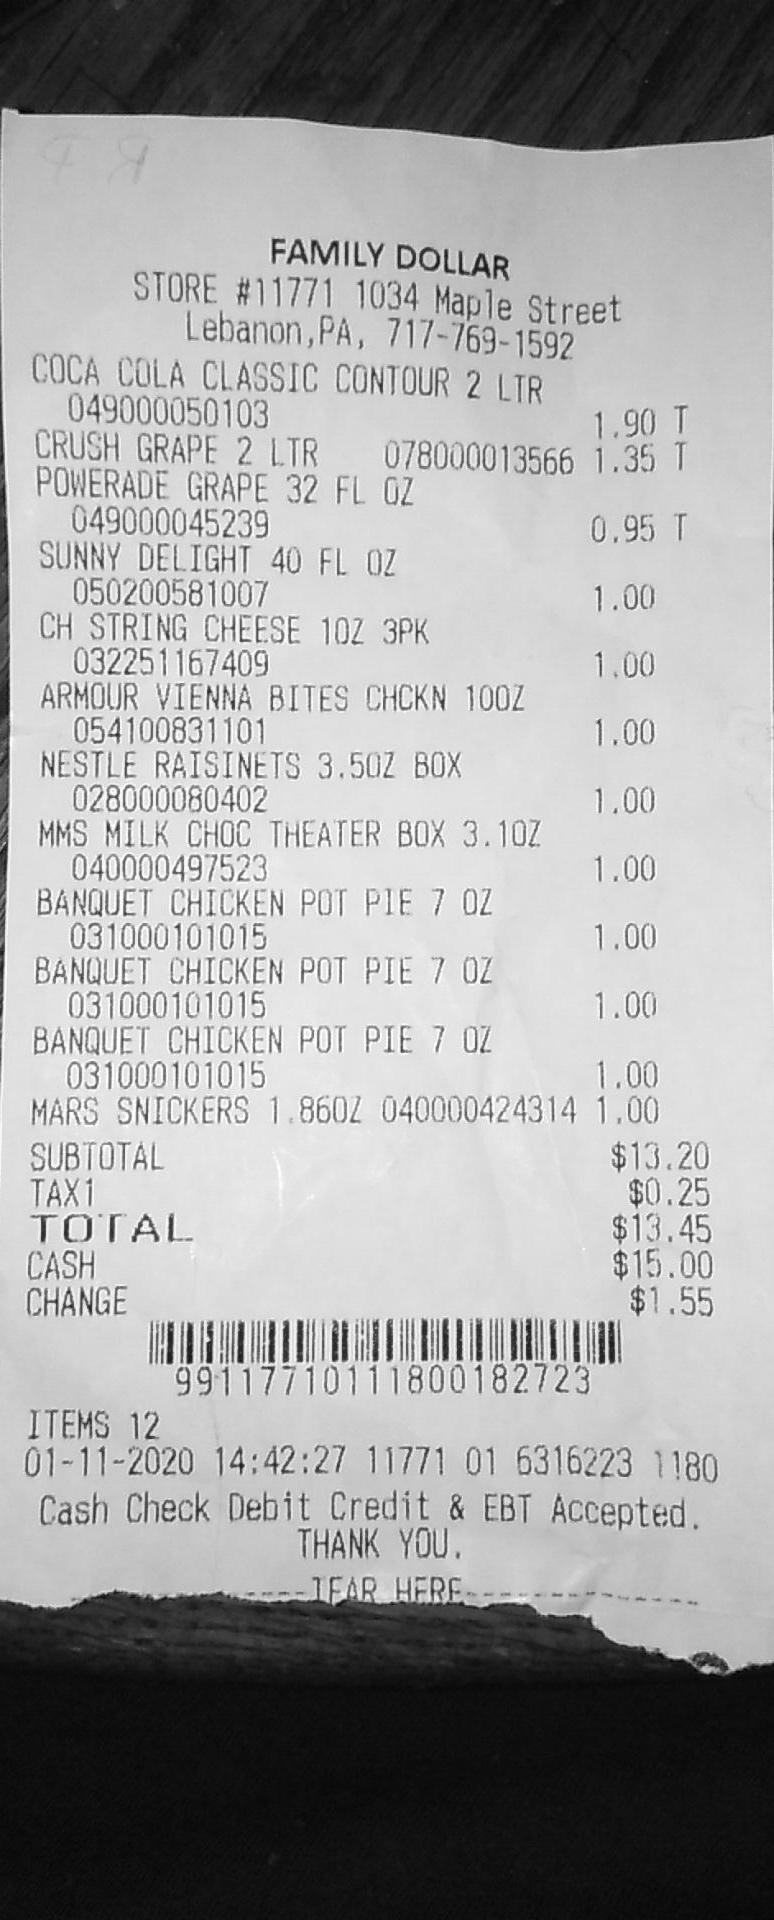 FAMILY DOLLAR
STORE #11771 1034 Maple Street
Lebanon,PA, 717-769-1592
COCA COLA CLASSIC CONTOUR 2 LTR
049000050103 1.90 T
CRUSH GRAPE 2 LTR 078000013566 1.35 T
POWERADE GRAPE 32 FL OZ
049000045239 0.95 T
SUNNY DELIGHT 40 FL OZ
050200581007 1.00
CH STRING CHEESE 1OZ 3PK
032251167409 1.00
ARMOUR VIENNA BITES CHCKN 10OZ
054100831101 1.00
NESTLE RAISINETS 3.5OZ BOX
028000080402 1.00
MMS MILK CHOC THEATER BOX 3.1OZ
040000497523 1.00
BANQUET CHICKEN POT PIE 7 OZ
031000101015 1.00
BANQUET CHICKEN POT PIE 7 OZ
031000101015 1.00
BANQUET CHICKEN POT PIE 7 OZ
031000101015 1.00
MARS SNICKERS 1.86OZ 040000424314 1.00
SUBTOTAL $13.20
TAX1 $0.25
TOTAL $13.45
CASH $15.00
CHANGE $1.55
991177101111800182723
ITEMS 12
01-11-2020 14:42:27 11771 01 6316223 1180
Cash Check Debit Credit & EBT Accepted.
THANK YOU.
TEAR HERE